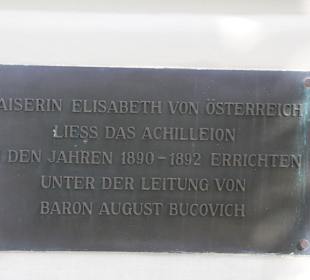 AISERIN ELISABETH VON ÖSTERREICH
LIESS DAS ACHILLEION
DEN JAHREN 1890-1892 ERRICHTEN
UNTER DER LEITUNG VON
BARON AUGUST BUCOVICH